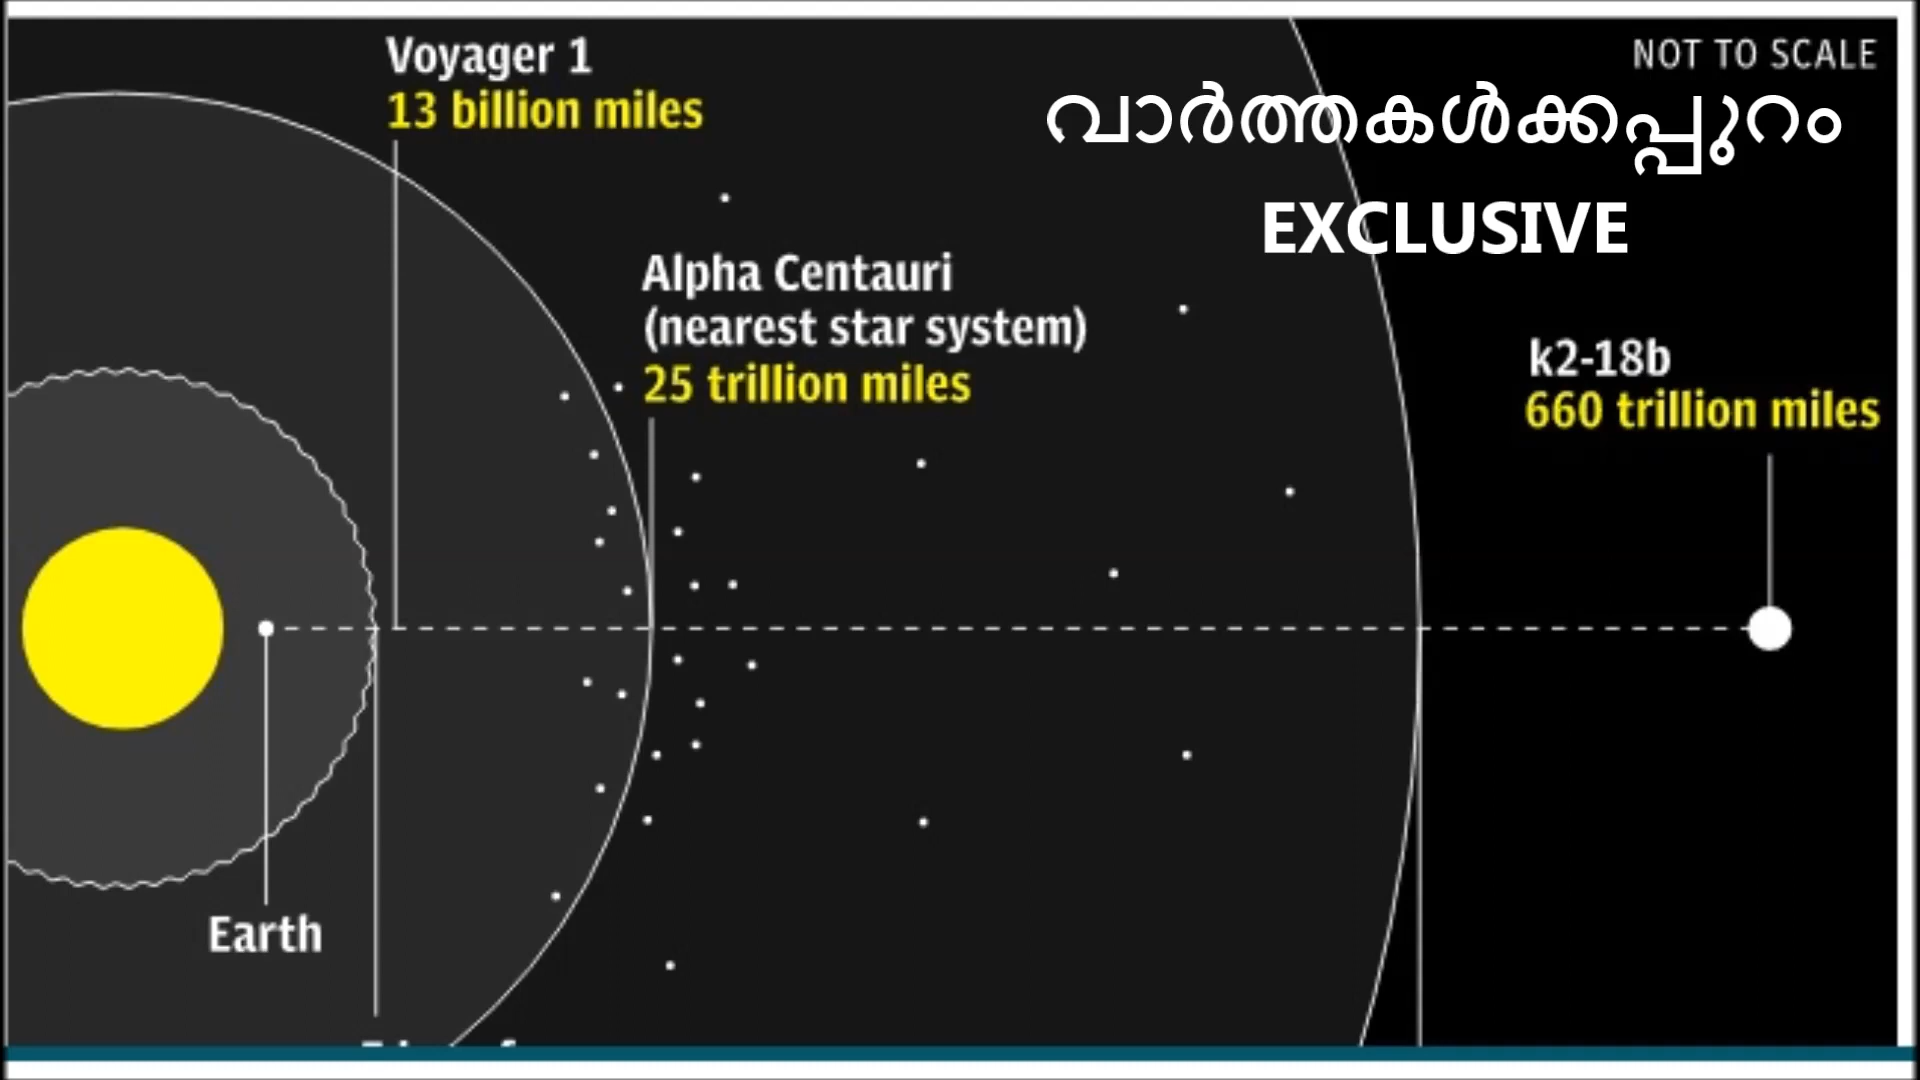 Voyager 1
13 billion miles
NOT TO SCALE
വാർത്തകൾക്കപ്പുറം
EXCLUSIVE
Alpha Centauri
(nearest star system)
25 trillion miles
k2-18b
660 trillion miles
Earth